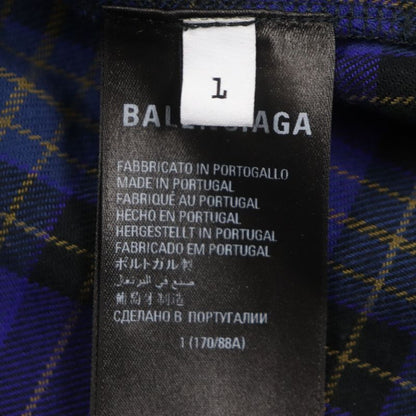 1
BALENCIAGA
FABBRICATO IN PORTOGALLO
MADE IN PORTUGAL
FABRIQUÉ AU PORTUGAL
HECHO EN PORTUGAL
HERGESTELLT IN PORTUGAL
FABRICADO EM PORTUGAL
ポルトガル製
صنع في البرتغال
葡萄牙制造
СДЕЛАНО В ПОРТУГАЛИИ
1 (170/88A)